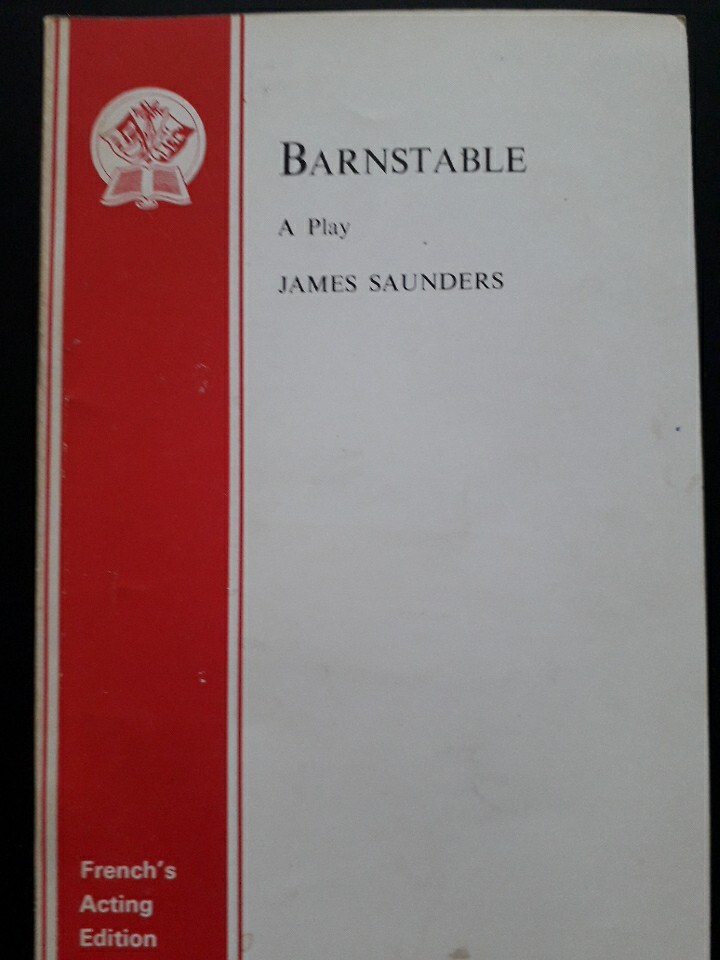 BARNSTABLE
A Play
JAMES SAUNDERS
French's
Acting
Edition